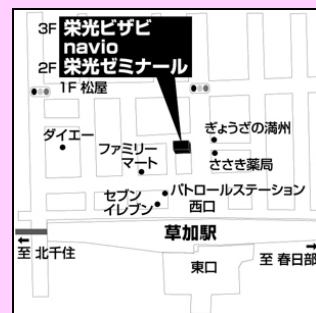 3F 栄光ビザビ
navio
2F 栄光ゼミナール
1F 松屋
ダイエー
ファミリー
マート
ぎょうざの満州
ささき薬局
セブン
イレブン
パトロールステーション
西口
草加駅
至 北千住
東口
至 春日部